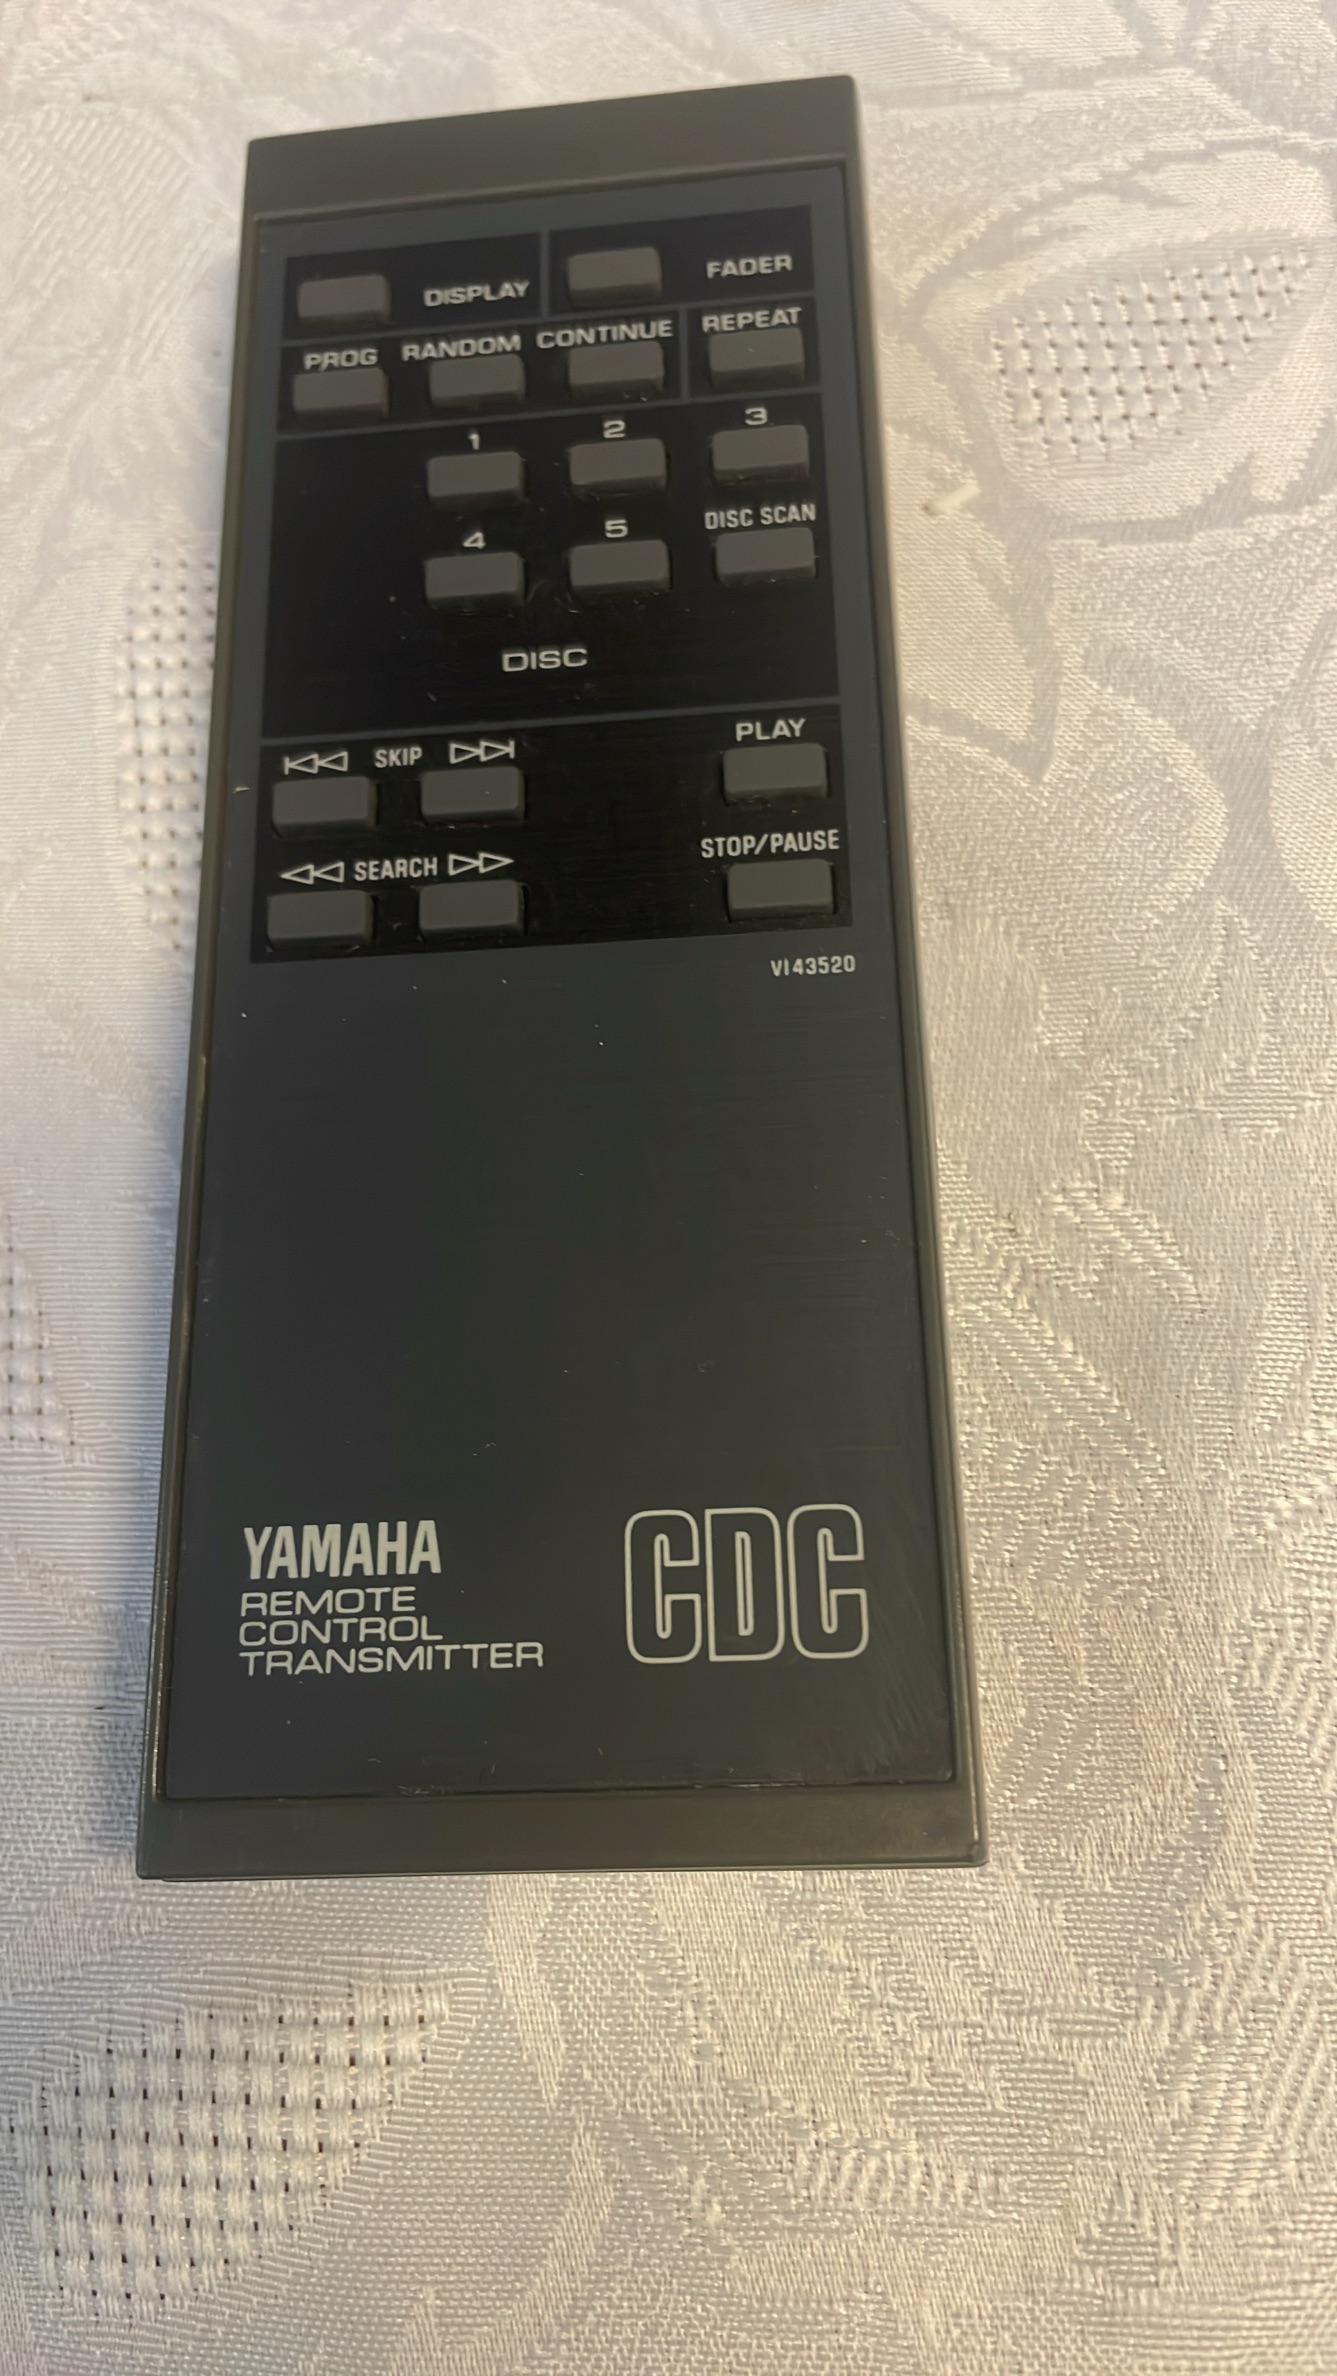 DISPLAY FADER
PROG RANDOM CONTINUE REPEAT
1 2 3
4 5 DISC SCAN
DISC
SKIP PLAY
SEARCH STOP/PAUSE
VI43520
YAMAHA CDC
REMOTE
CONTROL
TRANSMITTER